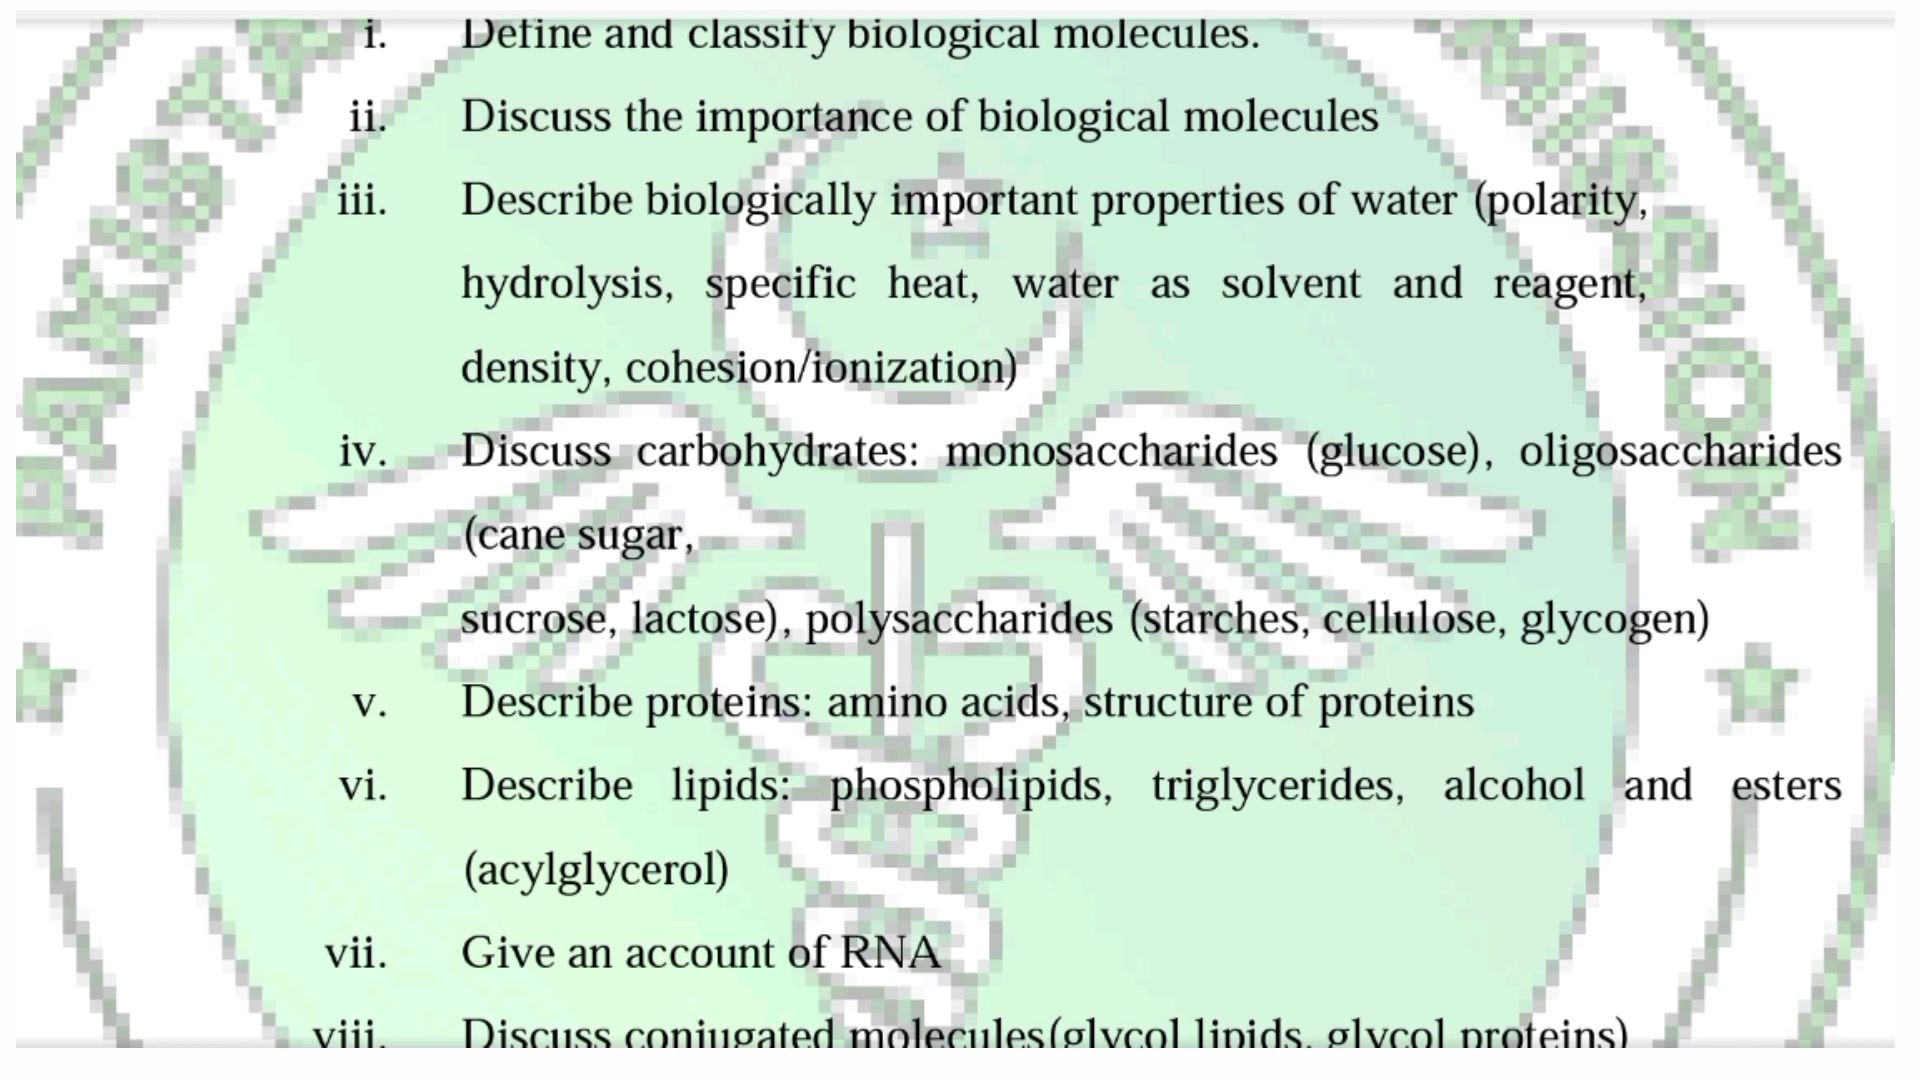 i. Define and classify biological molecules.
ii. Discuss the importance of biological molecules
iii. Describe biologically important properties of water (polarity,
hydrolysis, specific heat, water as solvent and reagent,
density, cohesion/ionization)
iv. Discuss carbohydrates: monosaccharides (glucose), oligosaccharides
(cane sugar,
sucrose, lactose), polysaccharides (starches, cellulose, glycogen)
v. Describe proteins: amino acids, structure of proteins
vi. Describe lipids: phospholipids, triglycerides, alcohol and esters
(acylglycerol)
vii. Give an account of RNA
viii. Discuss conjugated molecules(glycol lipids, glycol proteins)